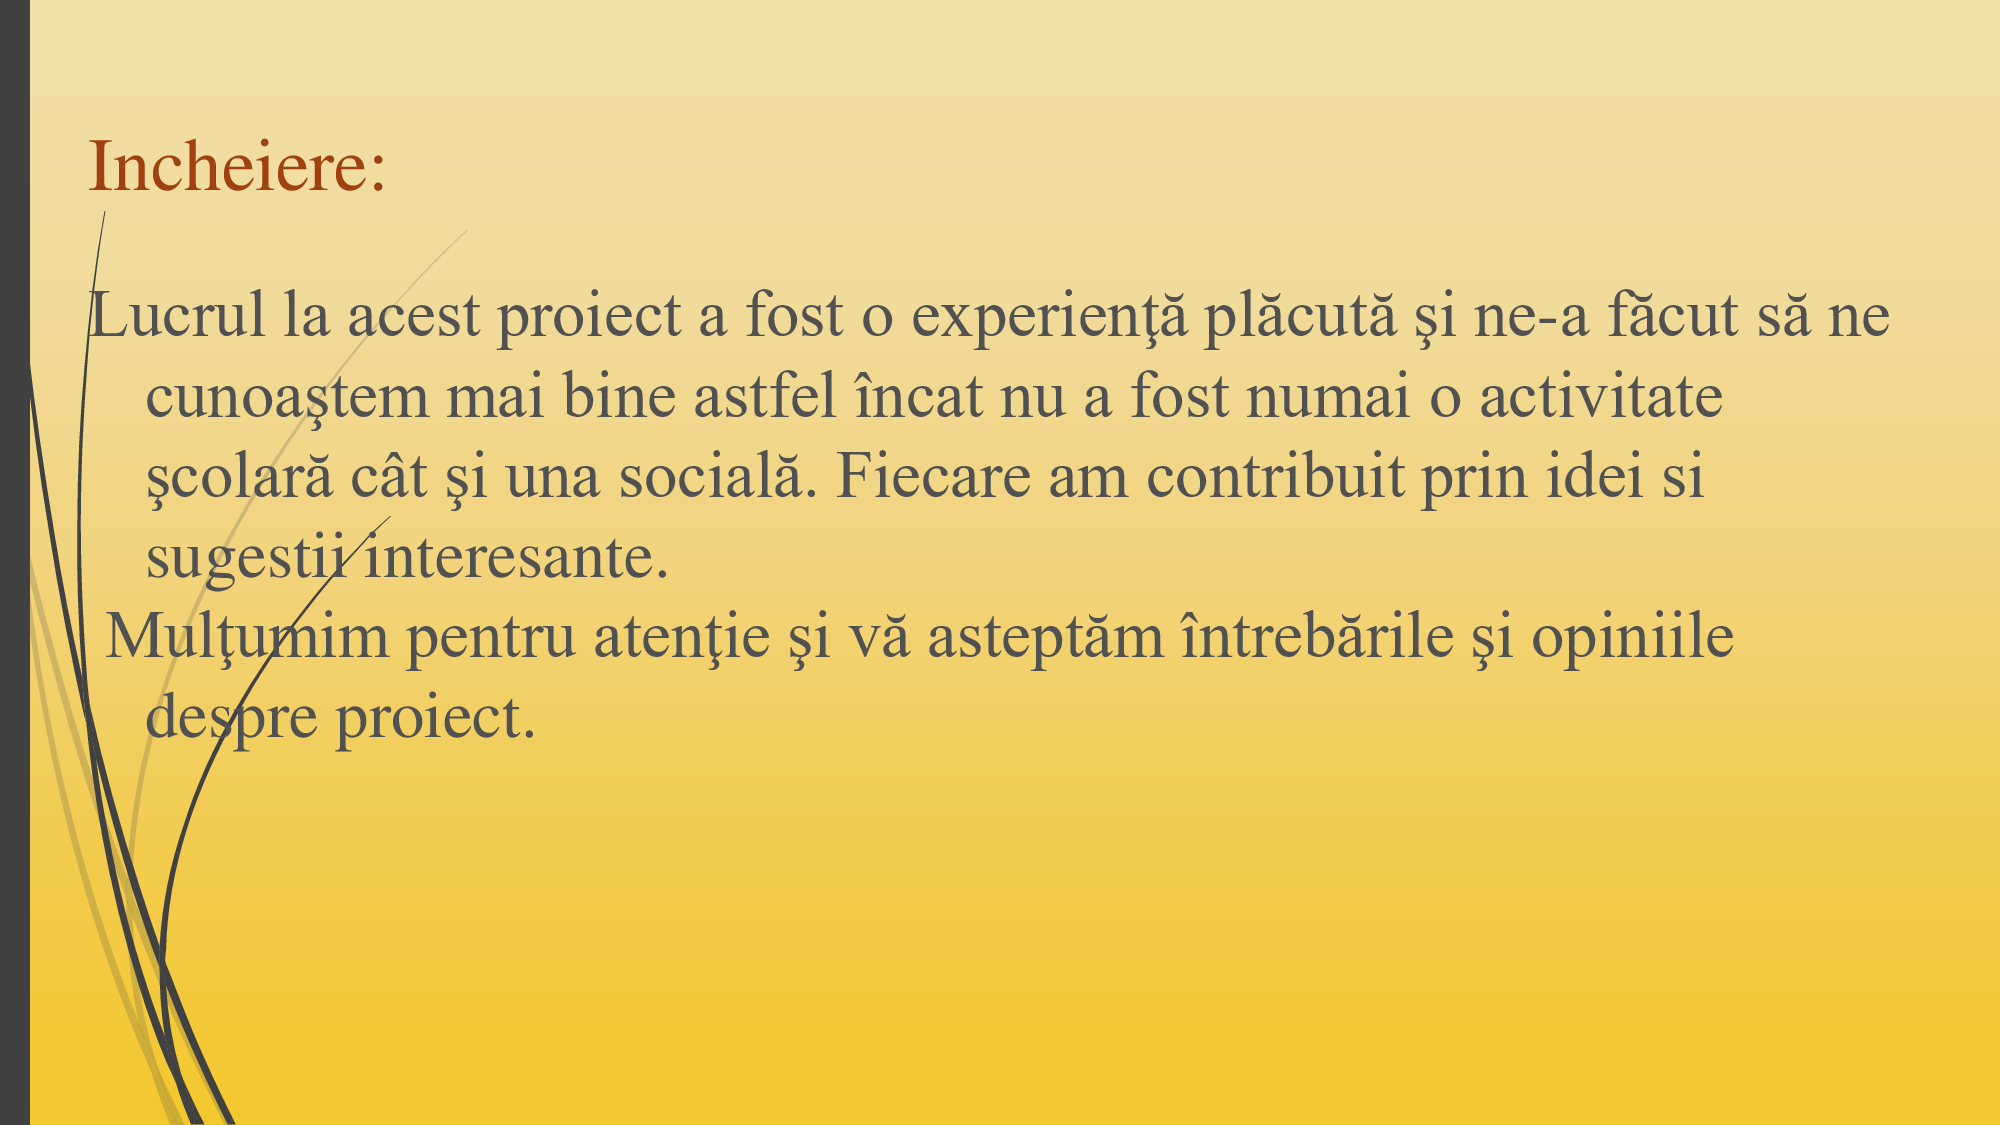 Incheiere:
Lucrul la acest proiect a fost o experienţă plăcută şi ne-a făcut să ne
cunoaştem mai bine astfel încat nu a fost numai o activitate
şcolară cât şi una socială. Fiecare am contribuit prin idei si
sugestii interesante.
Mulţumim pentru atenţie şi vă asteptăm întrebările şi opiniile
despre proiect.